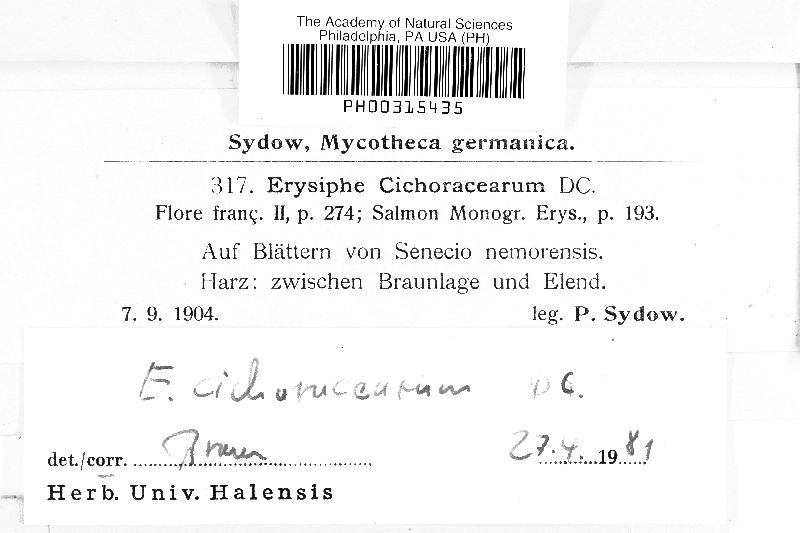 The Academy of Natural Sciences
Philadelphia, PA USA (PH)
PH00315435
Sydow, Mycotheca germanica.
317. Erysiphe Cichoracearum DC.
Flore franç. II, p. 274; Salmon Monogr. Erys., p. 193.
Auf Blättern von Senecio nemorensis.
Harz: zwischen Braunlage und Elend.
7. 9. 1904. leg. P. Sydow.
E. cichoracearum DC.
det./corr. Braun 27.4. 1981
Herb. Univ. Halensis